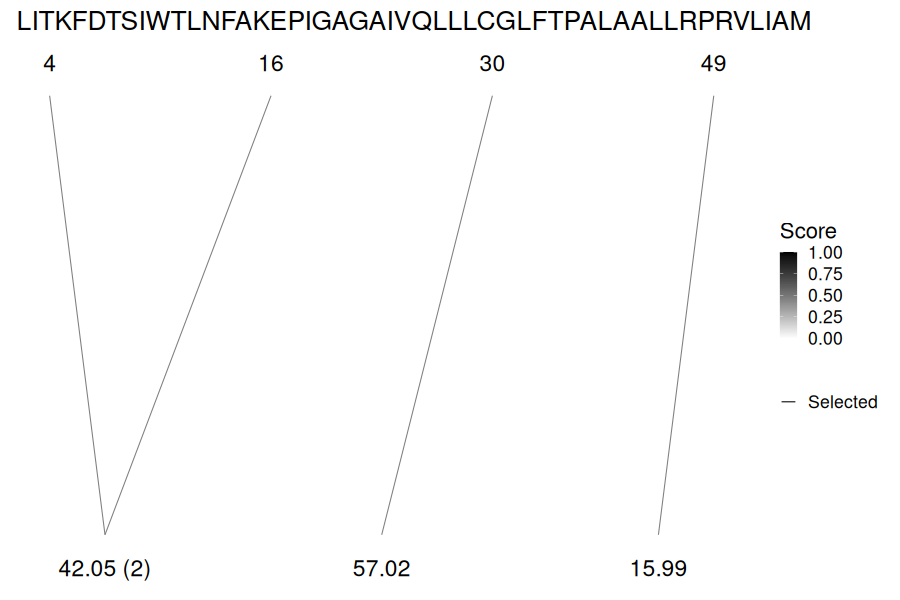 LITKFDTSIWTLNFAKEPIGAGAIVQLLLCGLFTPALAALLRPRVLIAM
4 16 30 49
Score
1.00
0.75
0.50
0.25
0.00
Selected
42.05 (2) 57.02 15.99